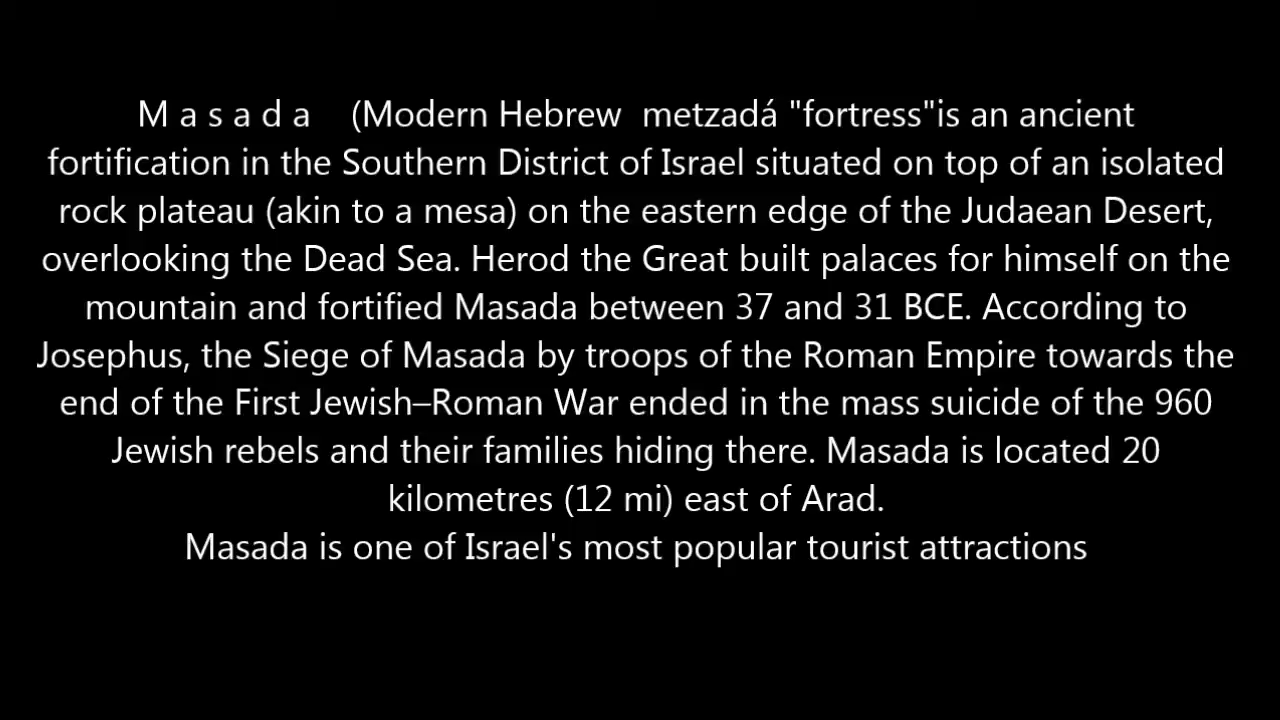 M a s a d a (Modern Hebrew metzadá "fortress"is an ancient
fortification in the Southern District of Israel situated on top of an isolated
rock plateau (akin to a mesa) on the eastern edge of the Judaean Desert,
overlooking the Dead Sea. Herod the Great built palaces for himself on the
mountain and fortified Masada between 37 and 31 BCE. According to
Josephus, the Siege of Masada by troops of the Roman Empire towards the
end of the First Jewish–Roman War ended in the mass suicide of the 960
Jewish rebels and their families hiding there. Masada is located 20
kilometres (12 mi) east of Arad.
Masada is one of Israel's most popular tourist attractions